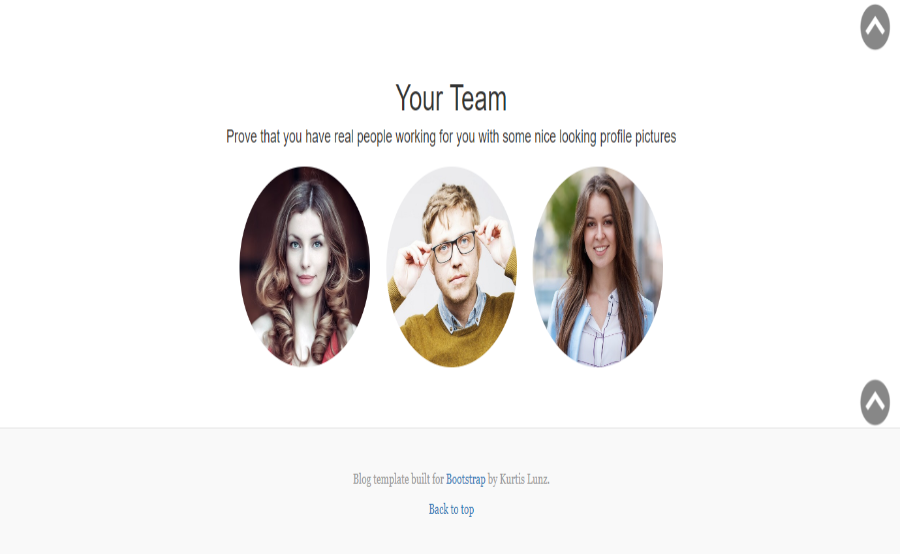 Your Team
Prove that you have real people working for you with some nice looking profile pictures
Blog template built for Bootstrap by Kurtis Lunz.
Back to top